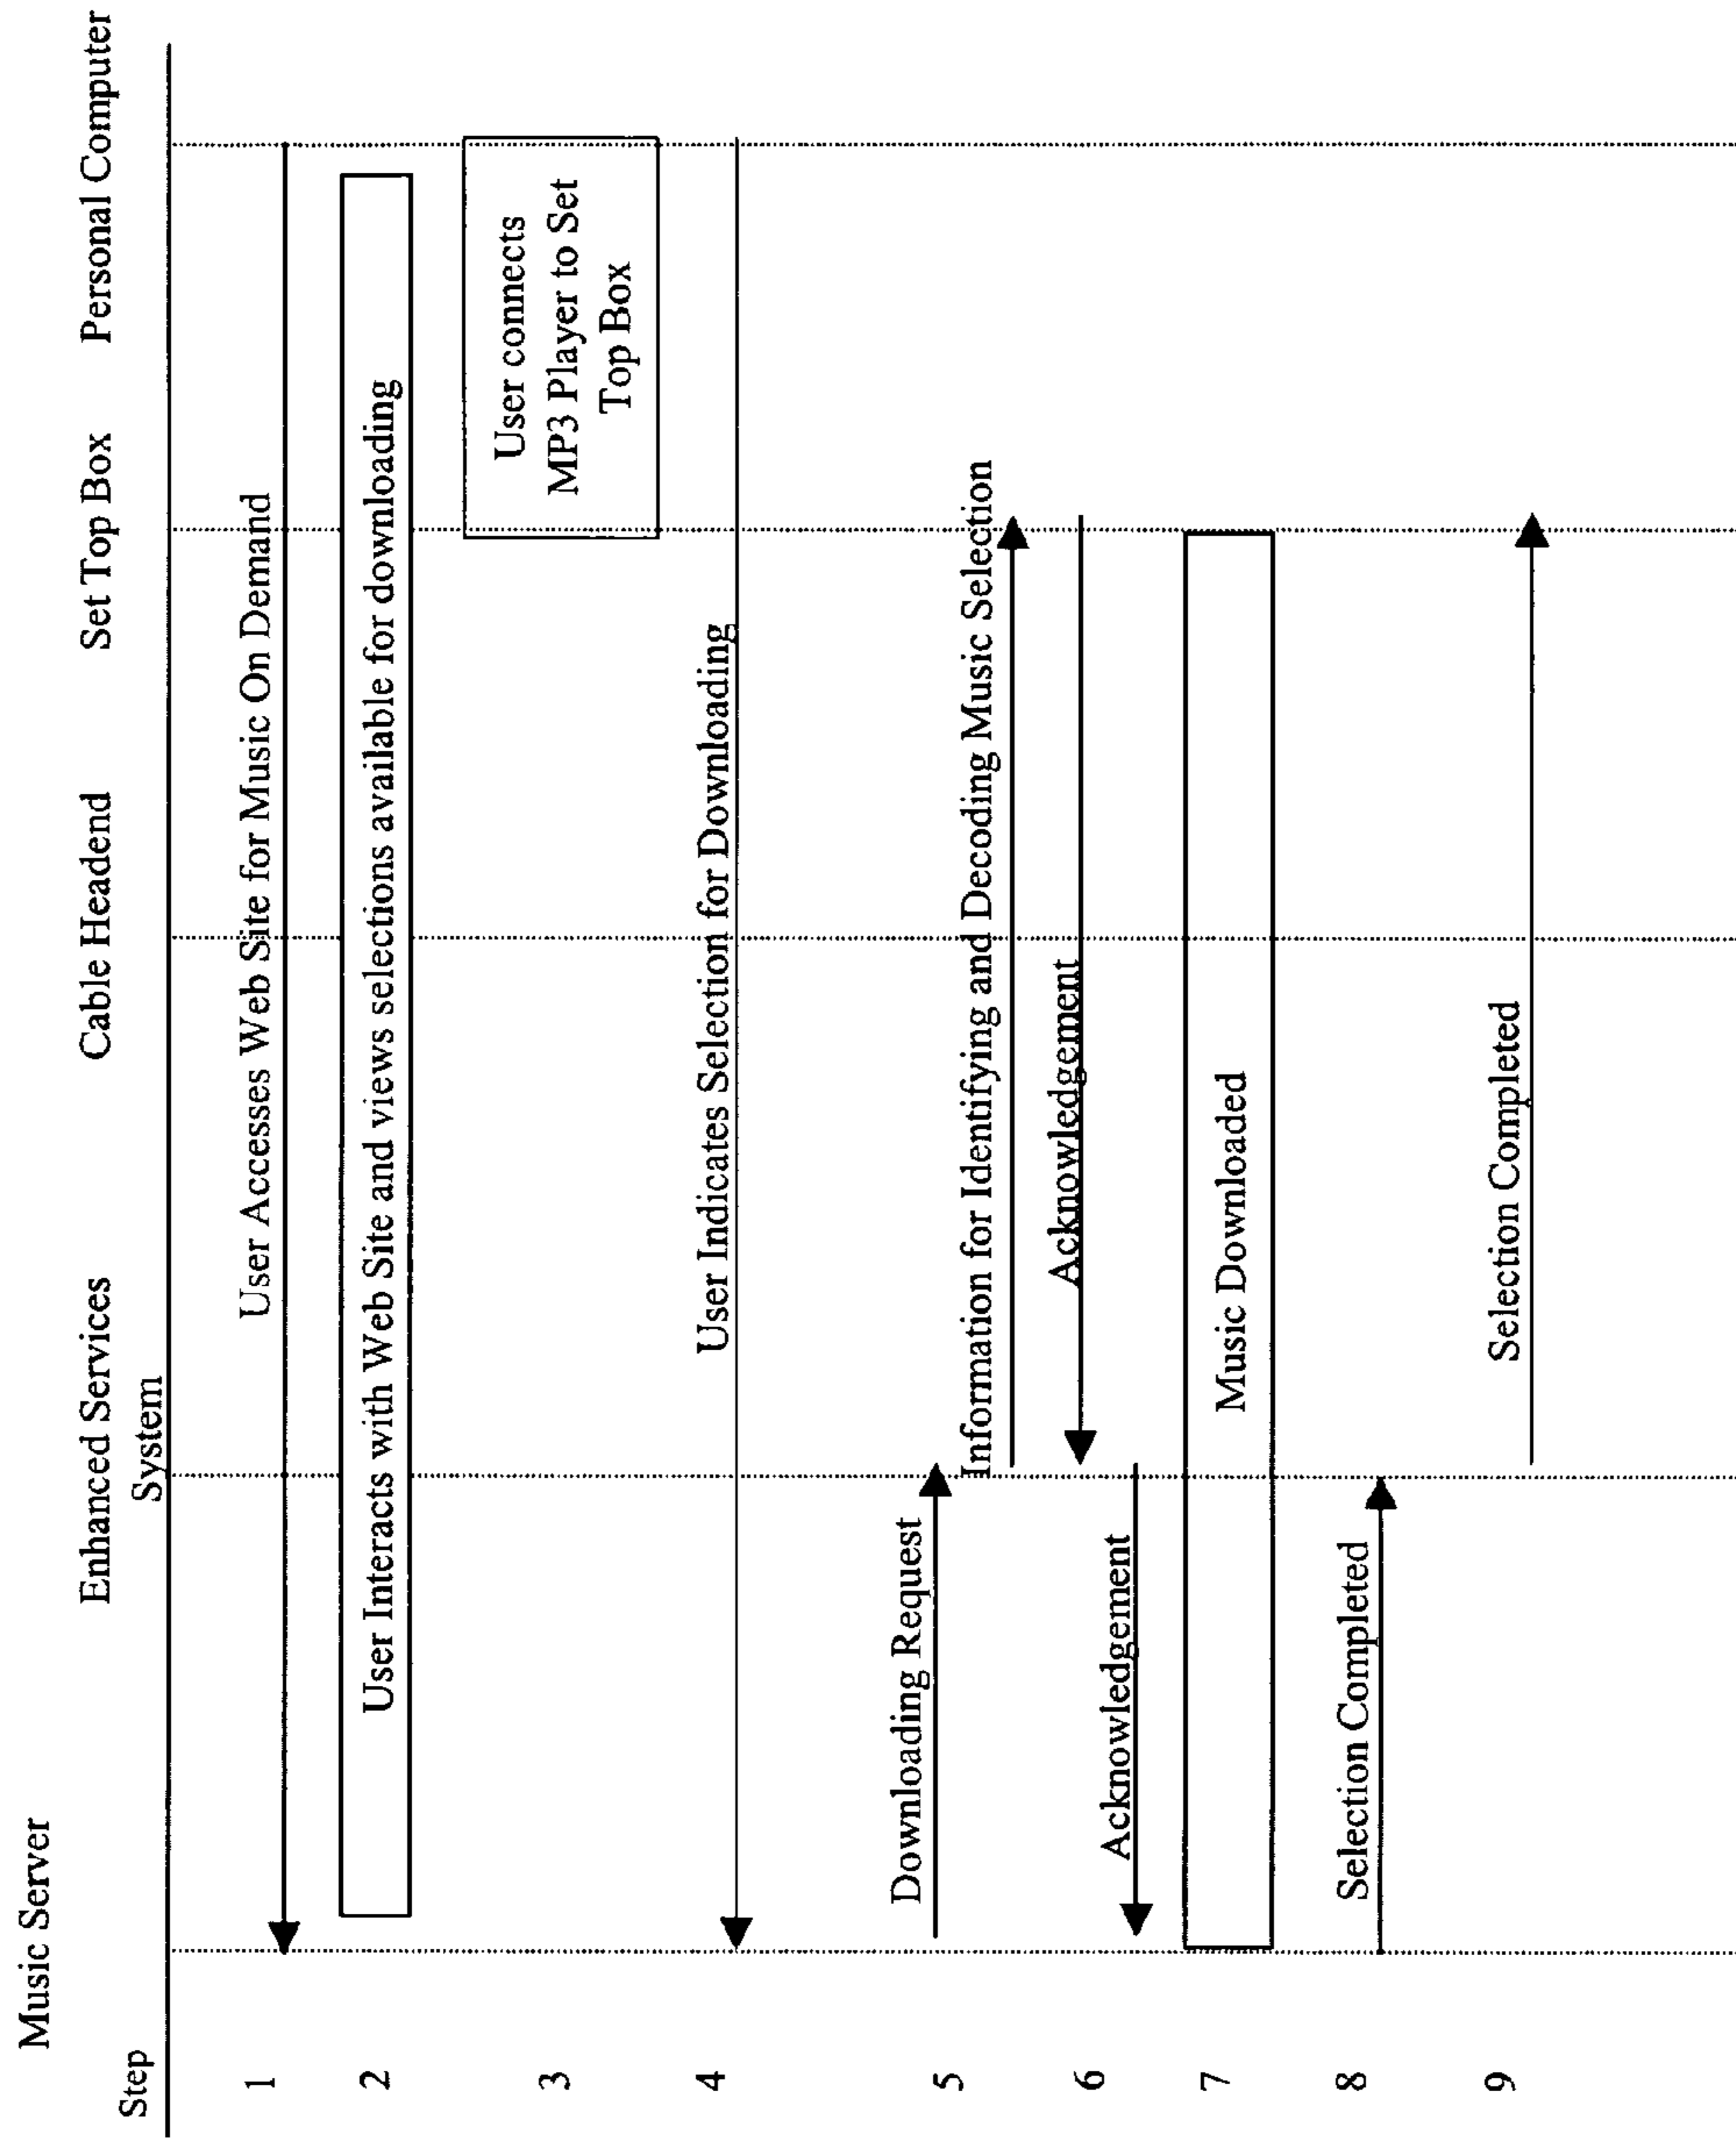 Music Server
Enhanced Services
System
Cable Headend
Set Top Box
Personal Computer
Step
1
User Accesses Web Site for Music On Demand
2
User Interacts with Web Site and views selections available for downloading
3
User connects
MP3 Player to Set
Top Box
4
User Indicates Selection for Downloading
5
Downloading Request
Information for Identifying and Decoding Music Selection
6
Acknowledgement
Acknowledgement
7
Music Downloaded
8
Selection Completed
9
Selection Completed